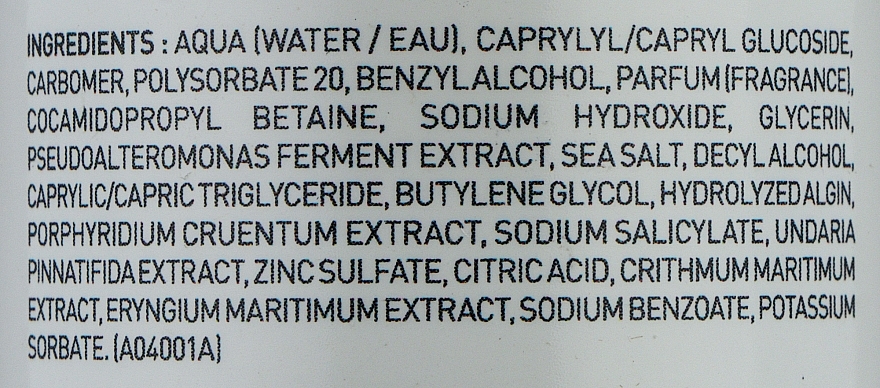 INGREDIENTS : AQUA (WATER / EAU), CAPRYLYL/CAPRYL GLUCOSIDE,
CARBOMER, POLYSORBATE 20, BENZYL ALCOHOL, PARFUM (FRAGRANCE),
COCAMIDOPROPYL BETAINE, SODIUM HYDROXIDE, GLYCERIN,
PSEUDOALTEROMONAS FERMENT EXTRACT, SEA SALT, DECYL ALCOHOL,
CAPRYLIC/CAPRIC TRIGLYCERIDE, BUTYLENE GLYCOL, HYDROLYZED ALGIN,
PORPHYRIDIUM CRUENTUM EXTRACT, SODIUM SALICYLATE, UNDARIA
PINNATIFIDA EXTRACT, ZINC SULFATE, CITRIC ACID, CRITHMUM MARITIMUM
EXTRACT, ERYNGIUM MARITIMUM EXTRACT, SODIUM BENZOATE, POTASSIUM
SORBATE. (A04001A)